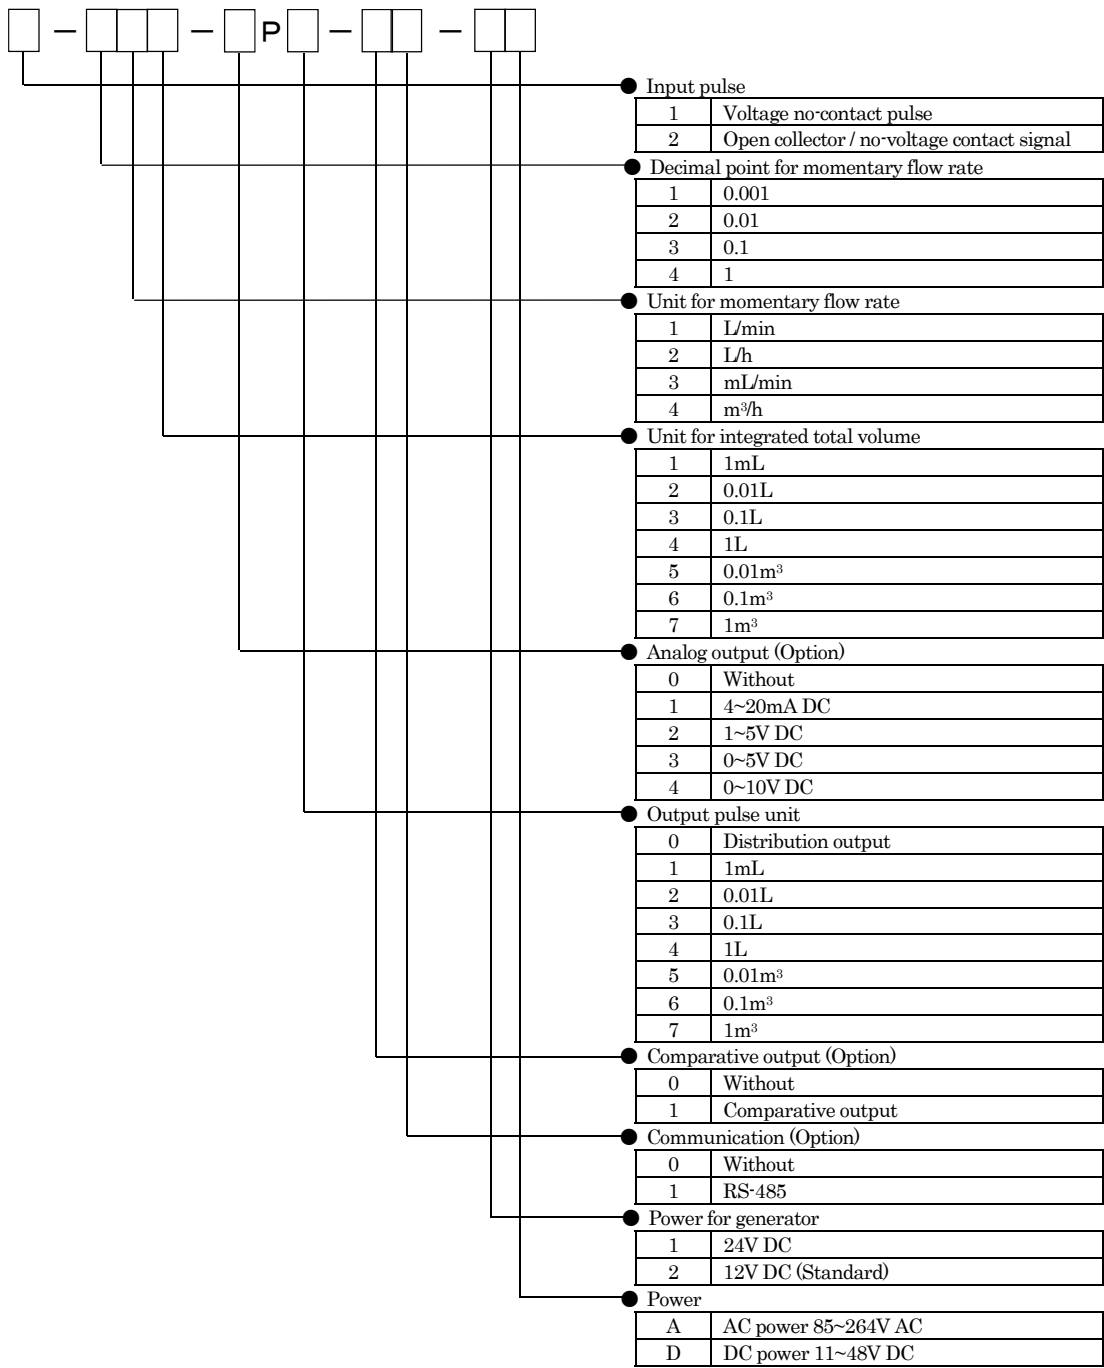 − − P − −
Input pulse
1 Voltage no-contact pulse
2 Open collector / no-voltage contact signal
Decimal point for momentary flow rate
1 0.001
2 0.01
3 0.1
4 1
Unit for momentary flow rate
1 L/min
2 L/h
3 mL/min
4 m³/h
Unit for integrated total volume
1 1mL
2 0.01L
3 0.1L
4 1L
5 0.01m³
6 0.1m³
7 1m³
Analog output (Option)
0 Without
1 4~20mA DC
2 1~5V DC
3 0~5V DC
4 0~10V DC
Output pulse unit
0 Distribution output
1 1mL
2 0.01L
3 0.1L
4 1L
5 0.01m³
6 0.1m³
7 1m³
Comparative output (Option)
0 Without
1 Comparative output
Communication (Option)
0 Without
1 RS-485
Power for generator
1 24V DC
2 12V DC (Standard)
Power
A AC power 85~264V AC
D DC power 11~48V DC